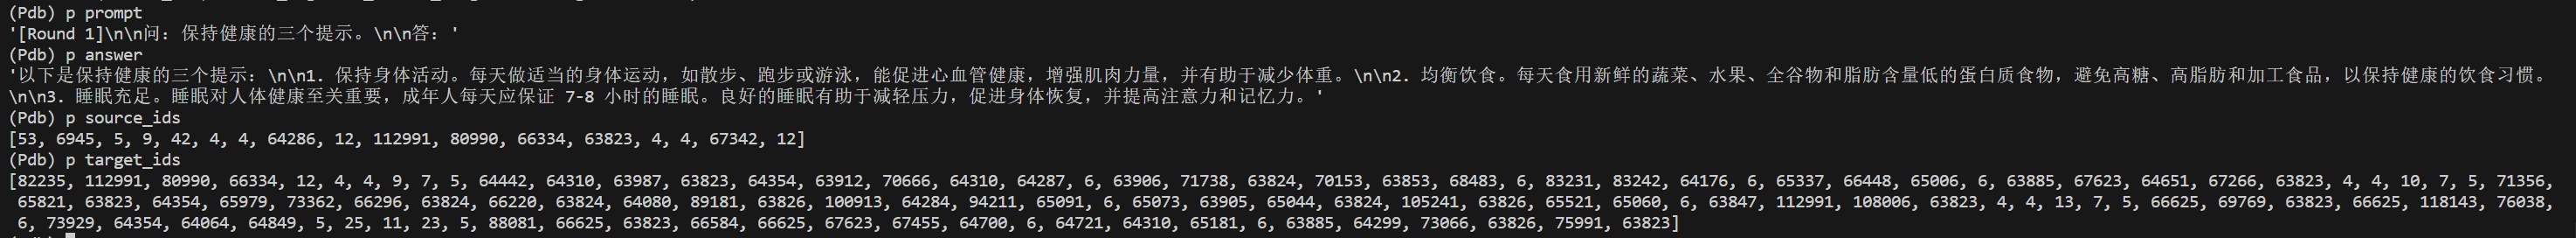 (Pdb) p prompt
'[Round 1]\n\n问：保持健康的三个提示。\n\n答：'
(Pdb) p answer
'以下是保持健康的三个提示：\n\n1. 保持身体活动。每天做适当的身体运动，如散步、跑步或游泳，能促进心血管健康，增强肌肉力量，并有助于减少体重。\n\n2. 均衡饮食。每天食用新鲜的蔬菜、水果、全谷物和脂肪含量低的蛋白质食物，避免高糖、高脂肪和加工食品，以保持健康的饮食习惯。
\n\n3. 睡眠充足。睡眠对人体健康至关重要，成年人每天应保证 7-8 小时的睡眠。良好的睡眠有助于减轻压力，促进身体恢复，并提高注意力和记忆力。'
(Pdb) p source_ids
[53, 6945, 5, 9, 42, 4, 4, 64286, 12, 112991, 80990, 66334, 63823, 4, 4, 67342, 12]
(Pdb) p target_ids
[82235, 112991, 80990, 66334, 12, 4, 4, 9, 7, 5, 64442, 64310, 63987, 63823, 64354, 63912, 70666, 64310, 64287, 6, 63906, 71738, 63824, 70153, 63853, 68483, 6, 83231, 83242, 64176, 6, 65337, 66448, 65006, 6, 63885, 67623, 64651, 67266, 63823, 4, 4, 10, 7, 5, 71356,
65821, 63823, 64354, 65979, 73362, 66296, 63824, 66220, 63824, 64080, 89181, 63826, 100913, 64284, 94211, 65091, 6, 65073, 63905, 65044, 63824, 105241, 63826, 65521, 65060, 6, 63847, 112991, 108006, 63823, 4, 4, 13, 7, 5, 66625, 69769, 63823, 66625, 118143, 76038,
6, 73929, 64354, 64064, 64849, 5, 25, 11, 23, 5, 88081, 66625, 63823, 66584, 66625, 67623, 67455, 64700, 6, 64721, 64310, 65181, 6, 63885, 64299, 73066, 63826, 75991, 63823]